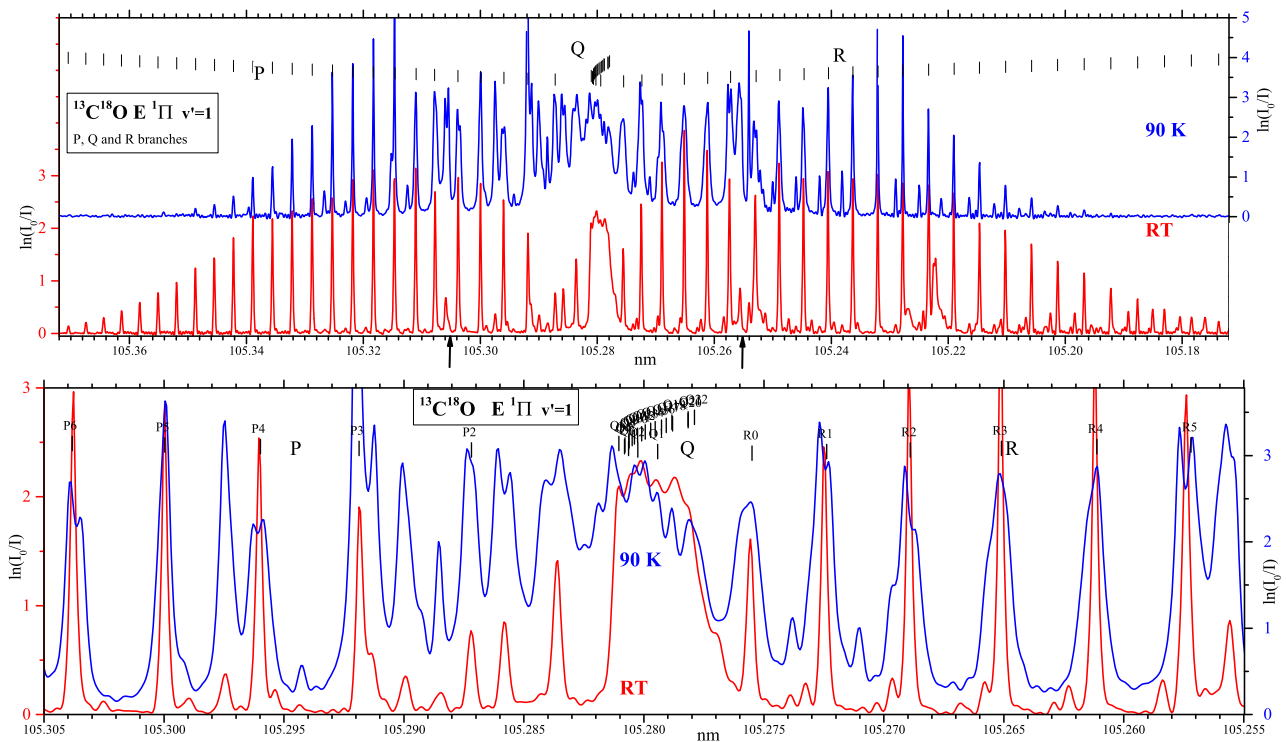 5
4
3
2
1
0
ln(I₀/I)
3
2
1
0
ln(I₀/I)
P
Q
R
¹³C¹⁸O E ¹Π v'=1
P, Q and R branches
90 K
RT
105.36
105.34
105.32
105.30
105.28
105.26
105.24
105.22
105.20
105.18
nm
¹³C¹⁸O E ¹Π v'=1
3
2
1
0
ln(I₀/I)
3
2
1
0
ln(I₀/I)
P6
P5
P4
P
P3
P2
Q
R0
R1
R2
R3
R
R4
R5
90 K
RT
105.305
105.300
105.295
105.290
105.285
105.280
105.275
105.270
105.265
105.260
105.255
nm